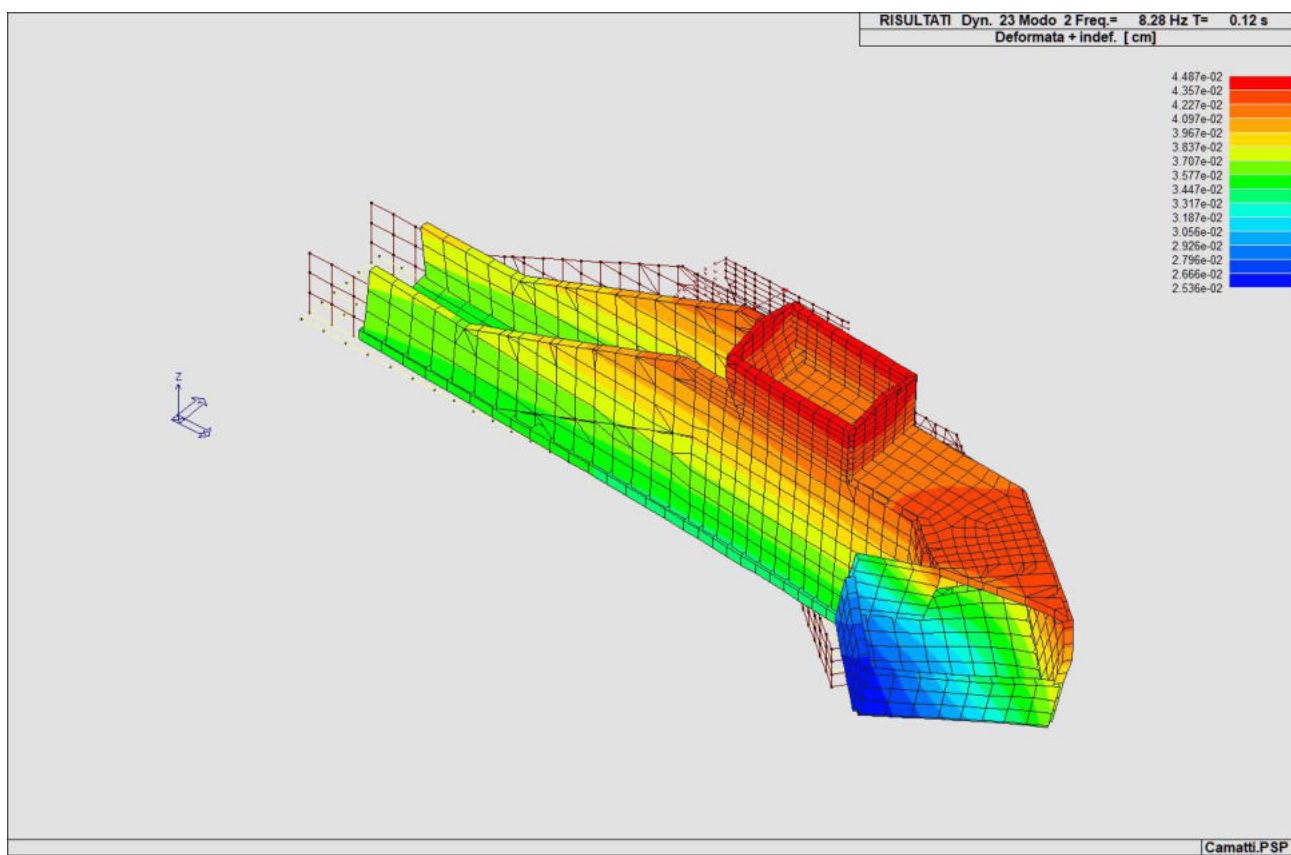 RISULTATI Dyn. 23 Modo 2 Freq.= 8.28 Hz T= 0.12 s
Deformata + indef. [ cm]
4.487e-02
4.357e-02
4.227e-02
4.097e-02
3.967e-02
3.837e-02
3.707e-02
3.577e-02
3.447e-02
3.317e-02
3.187e-02
3.056e-02
2.926e-02
2.796e-02
2.666e-02
2.536e-02
Z
Camatti.PSP